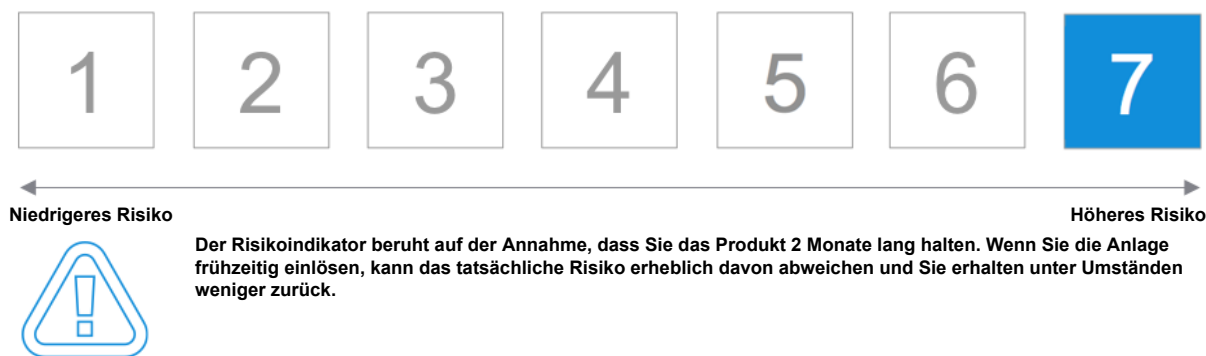 1 2 3 4 5 6 7
Niedrigeres Risiko Höheres Risiko
Der Risikoindikator beruht auf der Annahme, dass Sie das Produkt 2 Monate lang halten. Wenn Sie die Anlage
frühzeitig einlösen, kann das tatsächliche Risiko erheblich davon abweichen und Sie erhalten unter Umständen
weniger zurück.